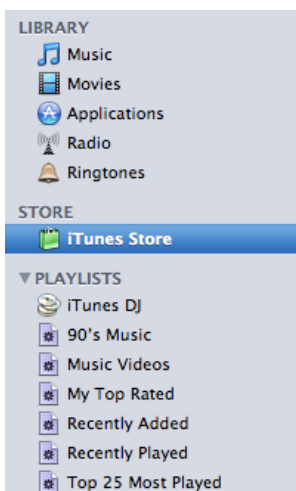 LIBRARY
Music
Movies
Applications
Radio
Ringtones
STORE
iTunes Store
PLAYLISTS
iTunes DJ
90's Music
Music Videos
My Top Rated
Recently Added
Recently Played
Top 25 Most Played